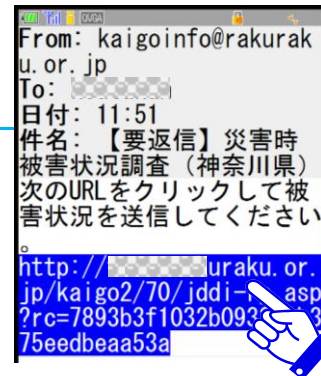 QVGA
From: kaigoinfo@rakurak
u.or.jp
To:
日付: 11:51
件名: 【要返信】災害時
被害状況調査（神奈川県）
次のURLをクリックして被
害状況を送信してください
。
http://uraku.or.
jp/kaigo2/70/jddi- .asp
?rc=7893b3f1032b093
75eedbeaa53a